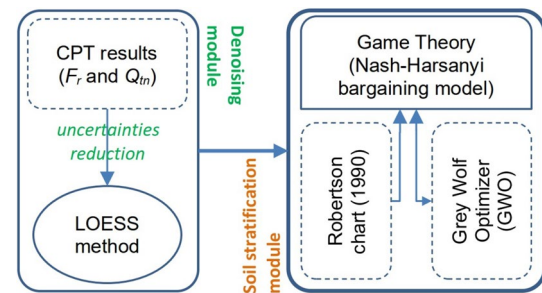 CPT results
(Fr and Qtn)
uncertainties
reduction
LOESS
method
Denoising
module
Soil stratification
module
Game Theory
(Nash-Harsanyi
bargaining model)
Robertson
chart (1990)
Grey Wolf
Optimizer
(GWO)